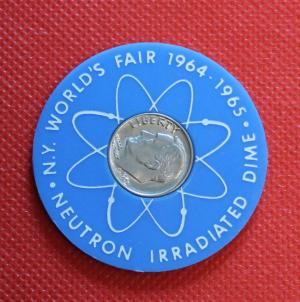 N.Y. WORLD'S FAIR 1964-1965
NEUTRON IRRADIATED DIME
LIBERTY